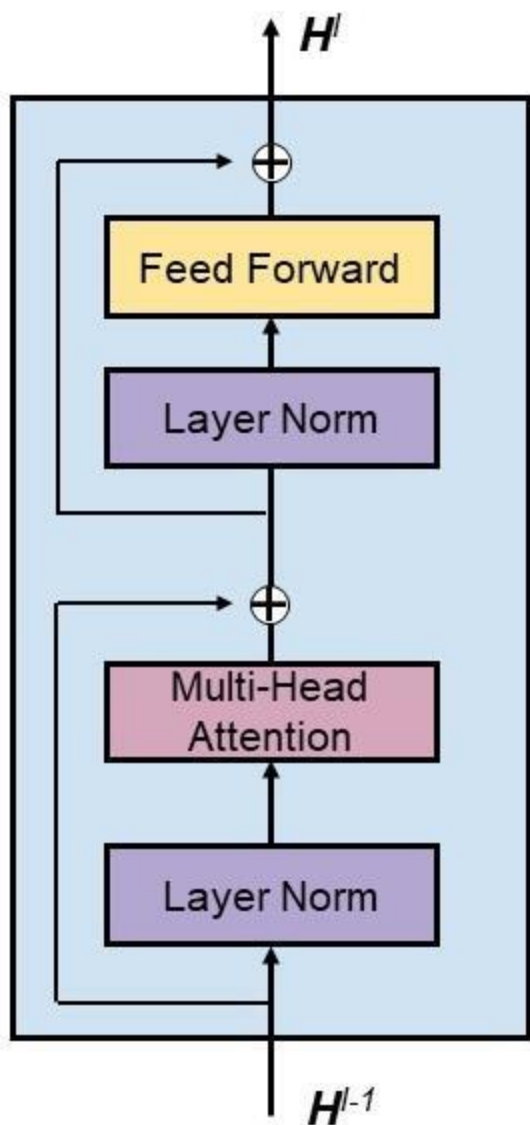 H^l
Feed Forward
Layer Norm
Multi-Head
Attention
Layer Norm
H^{l-1}